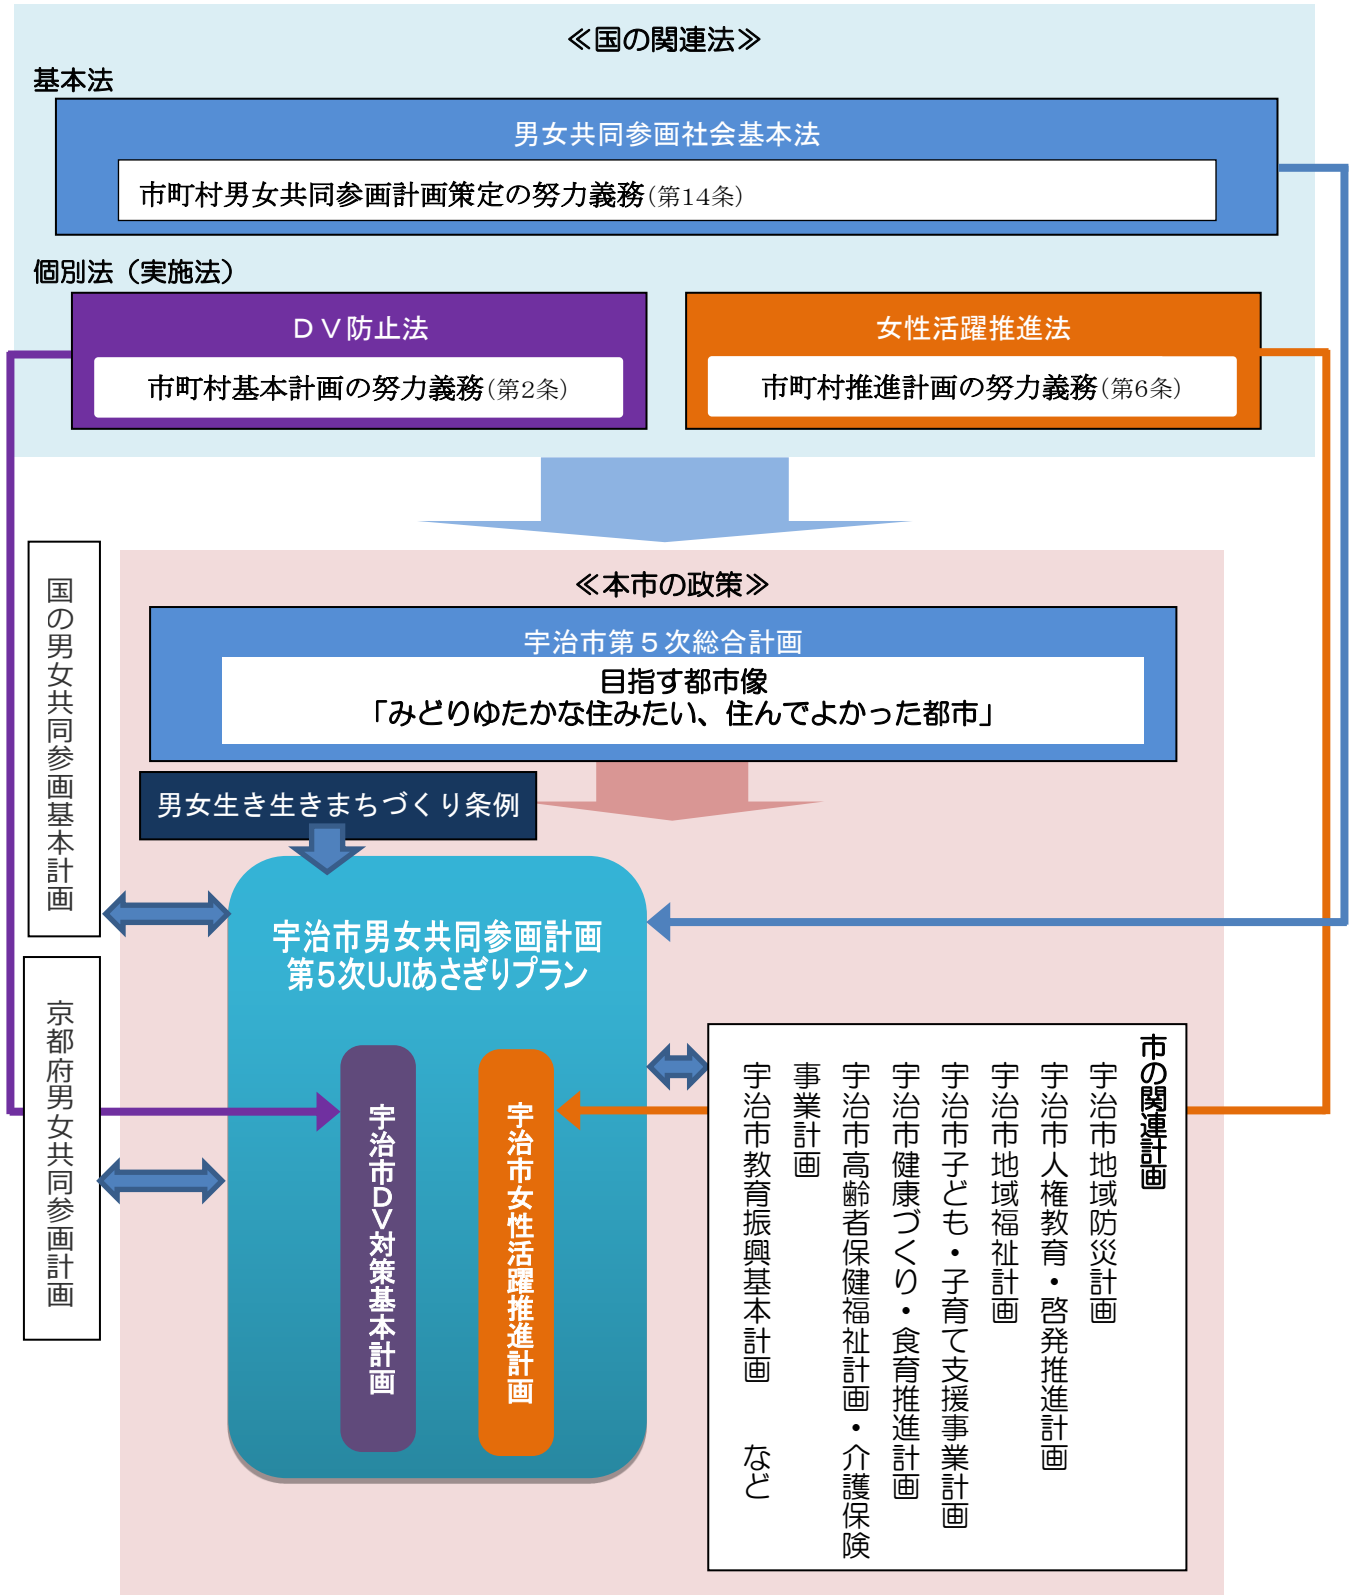 ≪国の関連法≫
基本法
男女共同参画社会基本法
市町村男女共同参画計画策定の努力義務(第14条)
個別法（実施法）
ＤＶ防止法
市町村基本計画の努力義務(第2条)
女性活躍推進法
市町村推進計画の努力義務(第6条)
国の男女共同参画基本計画
京都府男女共同参画計画
≪本市の政策≫
宇治市第５次総合計画
目指す都市像
「みどりゆたかな住みたい、住んでよかった都市」
男女生き生きまちづくり条例
宇治市男女共同参画計画
第5次UJIあさぎりプラン
宇治市ＤＶ対策基本計画
宇治市女性活躍推進計画
市の関連計画
宇治市地域防災計画
宇治市人権教育・啓発推進計画
宇治市地域福祉計画
宇治市子ども・子育て支援事業計画
宇治市健康づくり・食育推進計画
宇治市高齢者保健福祉計画・介護保険
事業計画
宇治市教育振興基本計画　など